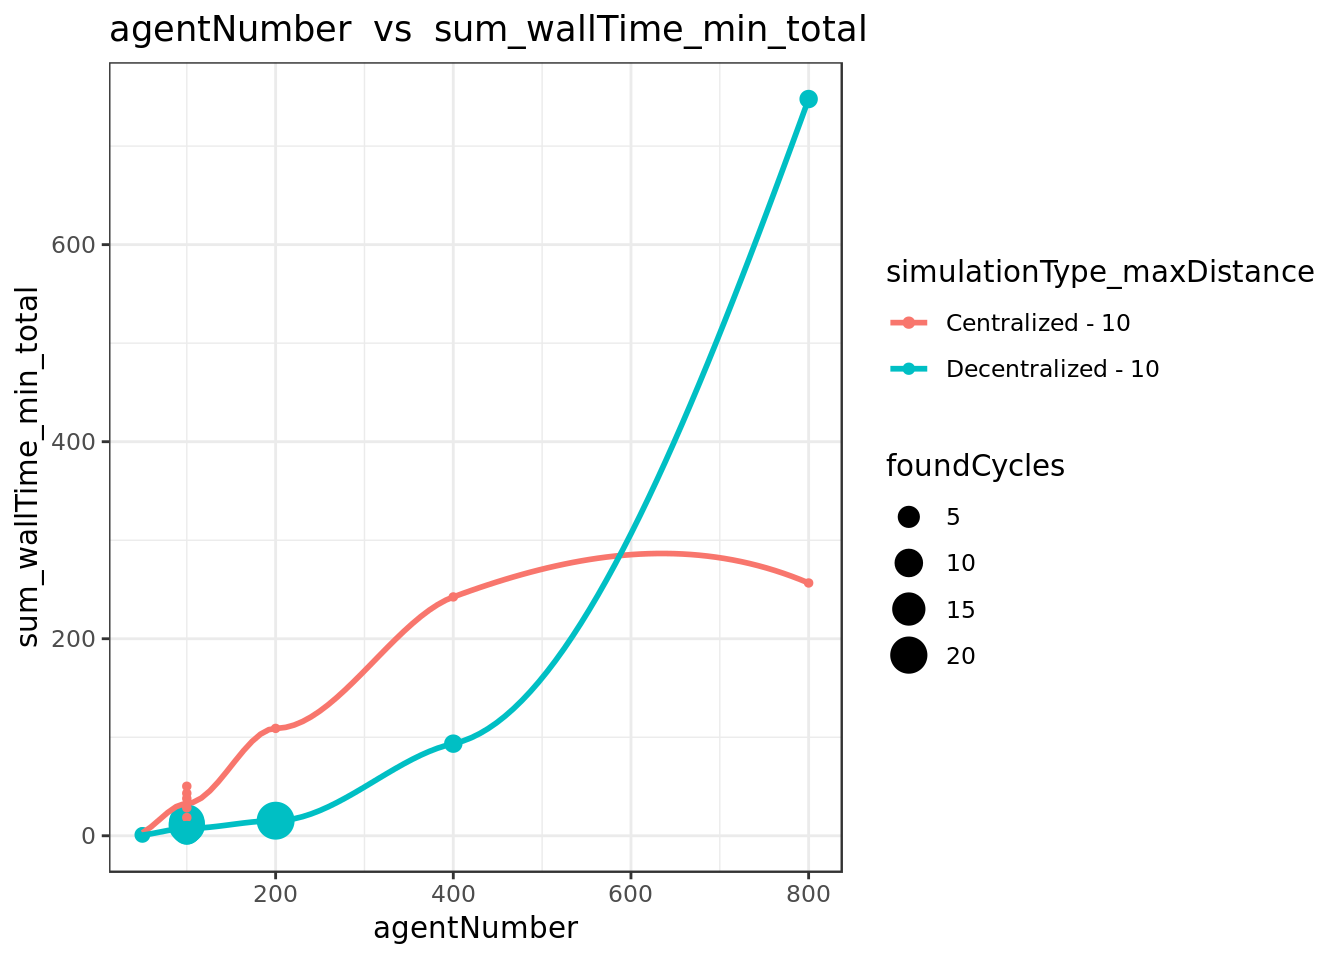 agentNumber vs sum_wallTime_min_total
sum_wallTime_min_total
600
400
200
0
200
400
600
800
agentNumber
simulationType_maxDistance
Centralized - 10
Decentralized - 10
foundCycles
5
10
15
20